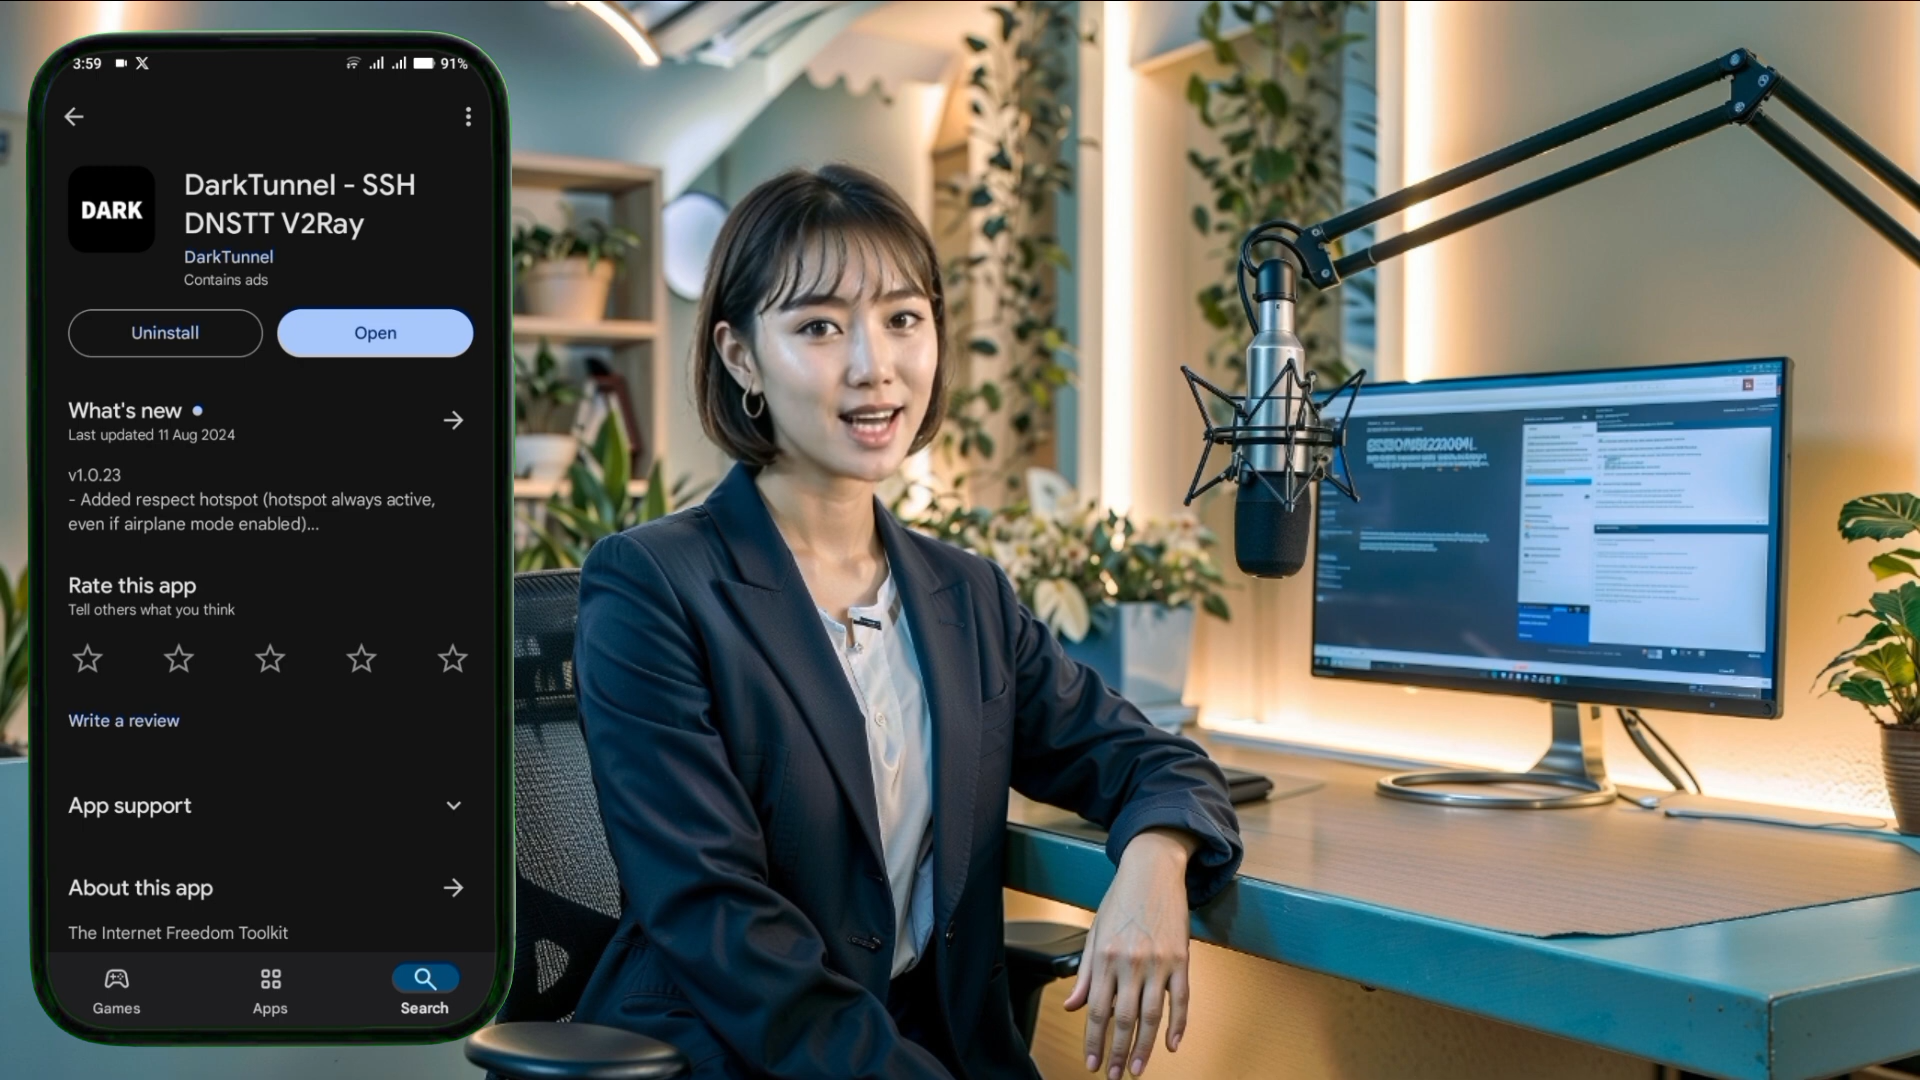 3:59
91%
DARK
DarkTunnel - SSH
DNSTT V2Ray
DarkTunnel
Contains ads
Uninstall
Open
What's new
Last updated 11 Aug 2024
v1.0.23
- Added respect hotspot (hotspot always active,
even if airplane mode enabled)...
Rate this app
Tell others what you think
Write a review
App support
About this app
The Internet Freedom Toolkit
Games
Apps
Search